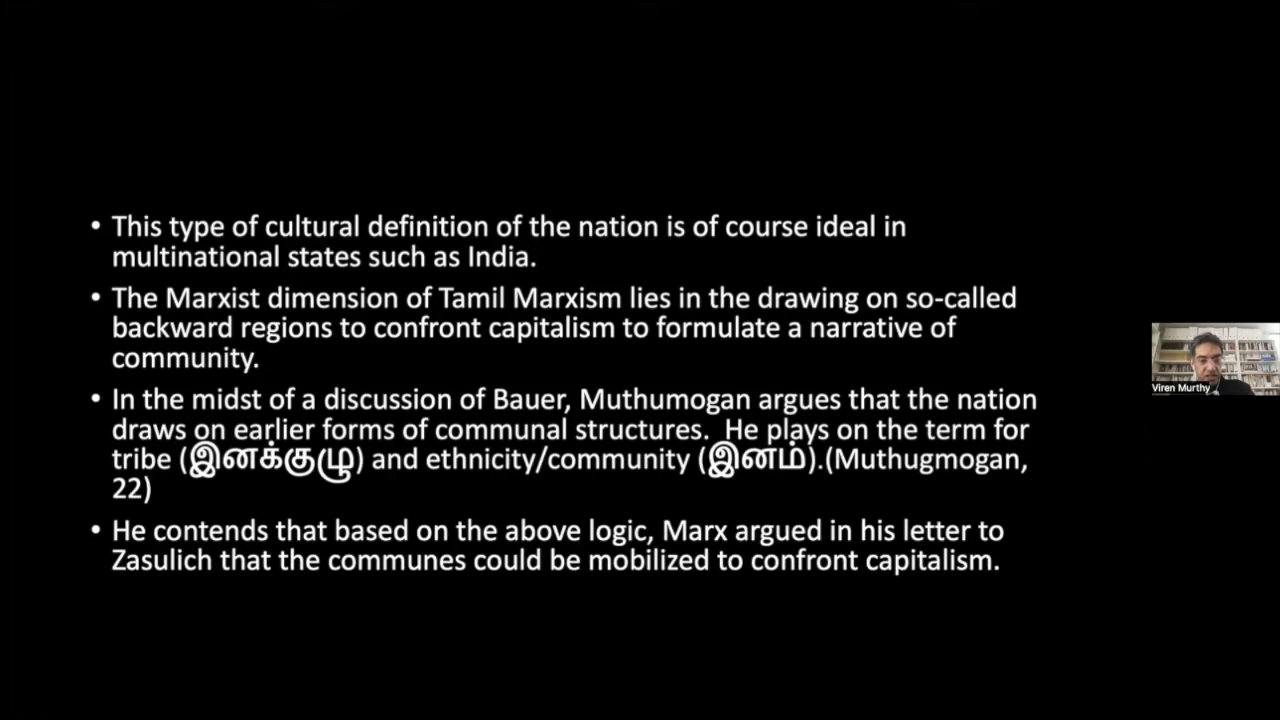 • This type of cultural definition of the nation is of course ideal in
multinational states such as India.
• The Marxist dimension of Tamil Marxism lies in the drawing on so-called
backward regions to confront capitalism to formulate a narrative of
community.
• In the midst of a discussion of Bauer, Muthumogan argues that the nation
draws on earlier forms of communal structures.  He plays on the term for
tribe (இனக்குழு) and ethnicity/community (இனம்).(Muthugmogan,
22)
• He contends that based on the above logic, Marx argued in his letter to
Zasulich that the communes could be mobilized to confront capitalism.
Viren Murthy